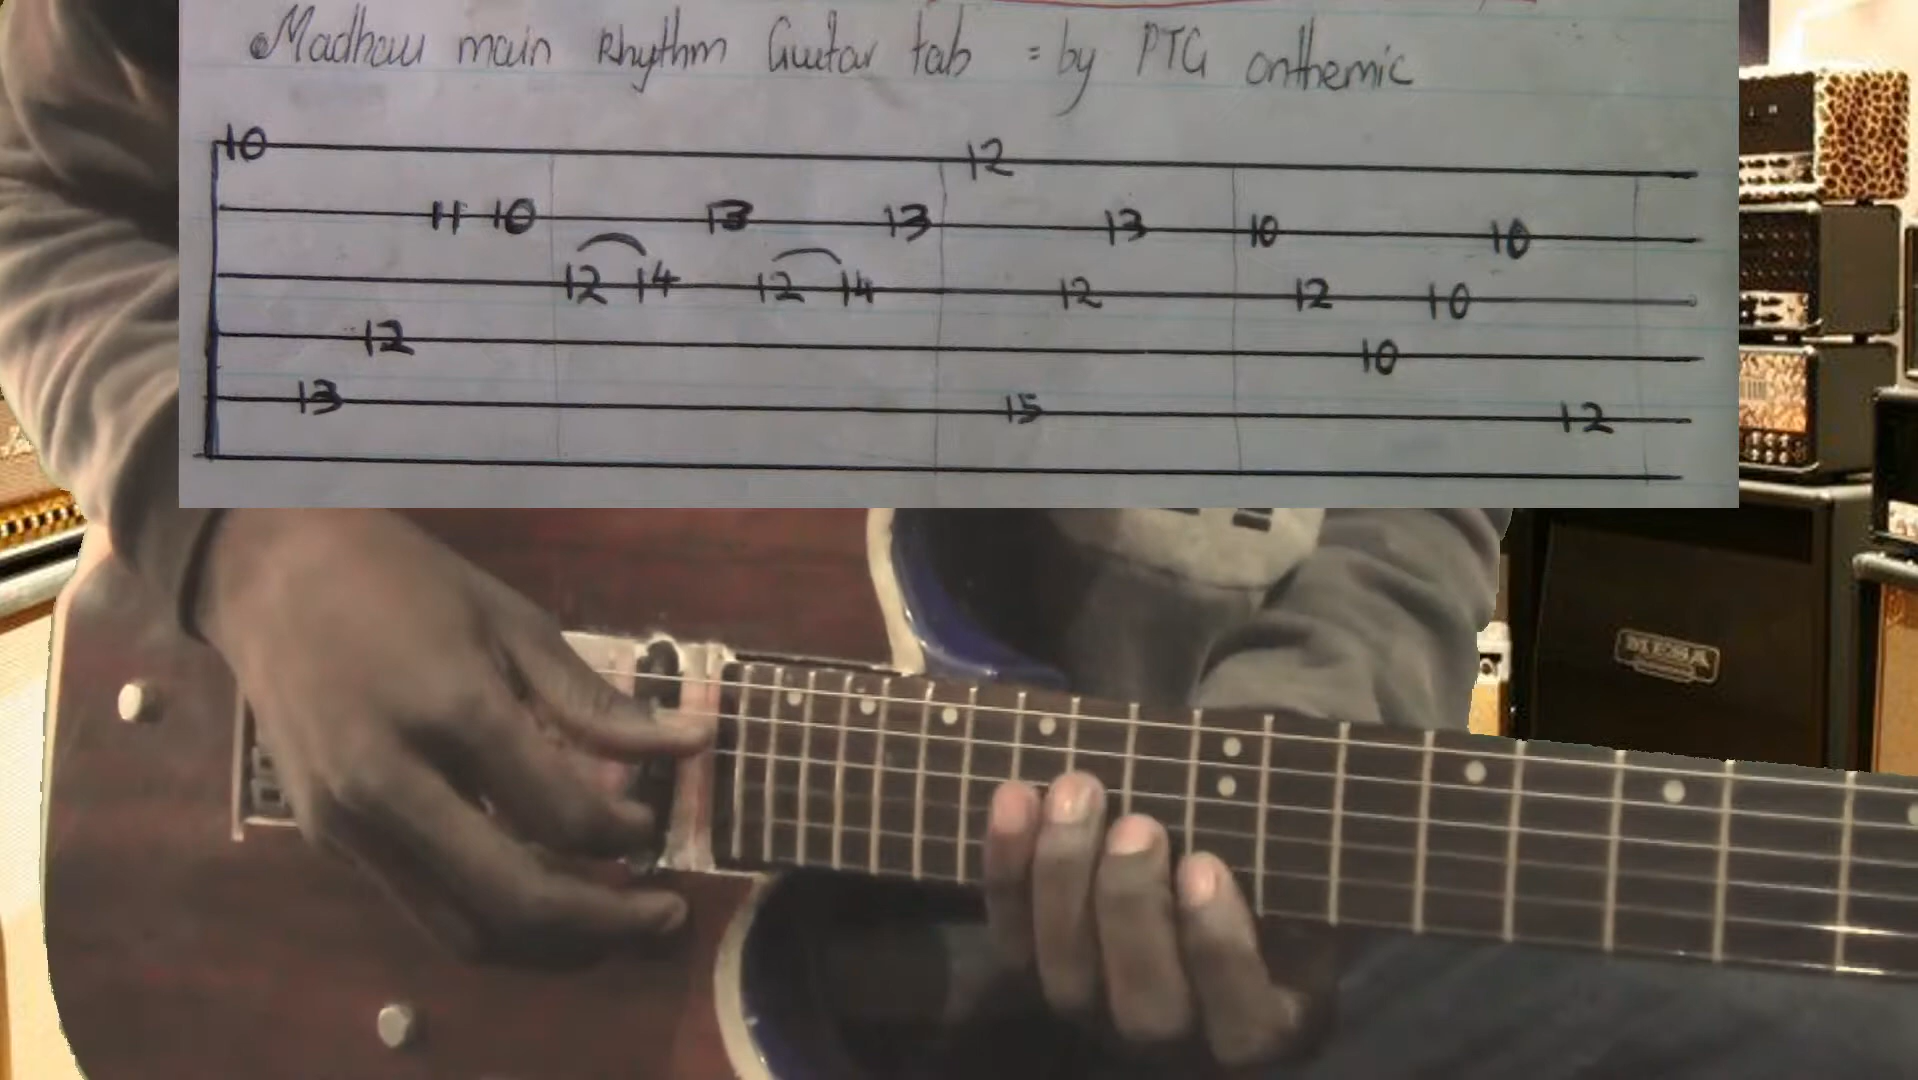 Madhau main Rhythm Guitar tab = by PTG onthemic
10 12
11 10 13 13 13 10 10
12 14 12 14 12 12 10
12 10
13 15 12
MESA